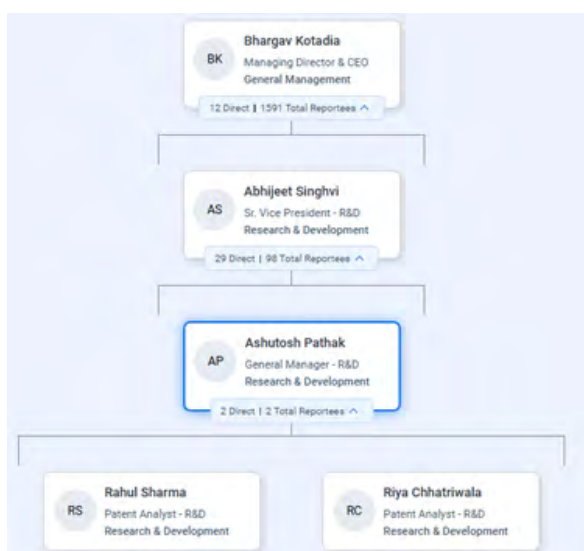 BK
Bhargav Kotadia
Managing Director & CEO
General Management
12 Direct | 1591 Total Reportees
AS
Abhijeet Singhvi
Sr. Vice President - R&D
Research & Development
29 Direct | 98 Total Reportees
AP
Ashutosh Pathak
General Manager - R&D
Research & Development
2 Direct | 2 Total Reportees
RS
Rahul Sharma
Patent Analyst - R&D
Research & Development
RC
Riya Chhatriwala
Patent Analyst - R&D
Research & Development